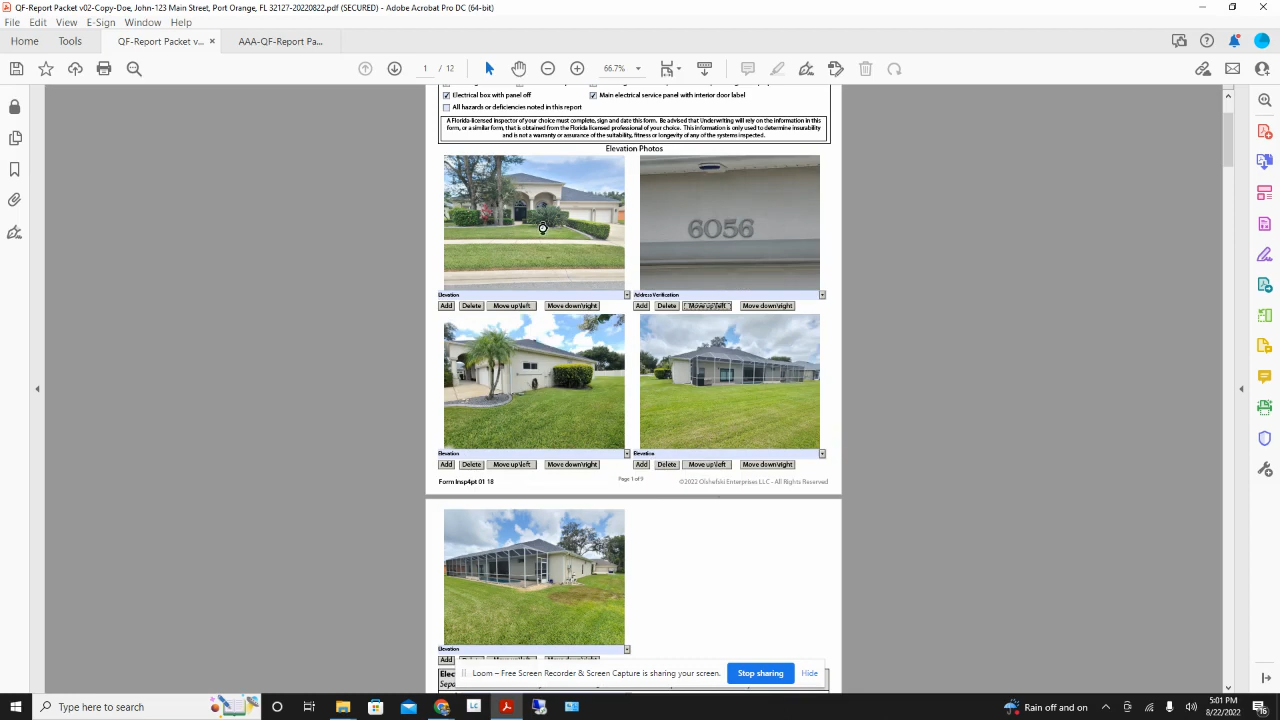 QF-Report Packet v02-Copy-Doe, John-123 Main Street, Port Orange, FL 32127-20220822.pdf (SECURED) - Adobe Acrobat Pro DC (64-bit)
File Edit View Sign Window Help
Home Tools QF-Report Packet v... × AAA-QF-Report Pa...
1 / 12 66.7%
Electrical box with panel off Main electrical service panel with interior door label
All hazards or deficiencies noted in this report
A Florida-licensed inspector of your choice must complete, sign and date this form. Be advised that Underwriting will rely on the information in this
form, or a similar form, that is obtained from the Florida licensed professional of your choice. This information is only used to determine insurability
and is not a warranty or assurance of the suitability, fitness or longevity of any of the systems inspected.
Elevation Photos
6056
Elevation Address Verification
Add Delete Move up\left Move down\right Add Delete Move up\left Move down\right
Elevation Elevation
Add Delete Move up\left Move down\right Add Delete Move up\left Move down\right
Form Insp4pt 01 18 Page 1 of 9 ©2022 Olshefski Enterprises LLC - All Rights Reserved
Elevation
Add
Elec
Sepa
Loom – Free Screen Recorder & Screen Capture is sharing your screen. Stop sharing Hide
Type here to search LC Rain off and on 5:01 PM
8/22/2022